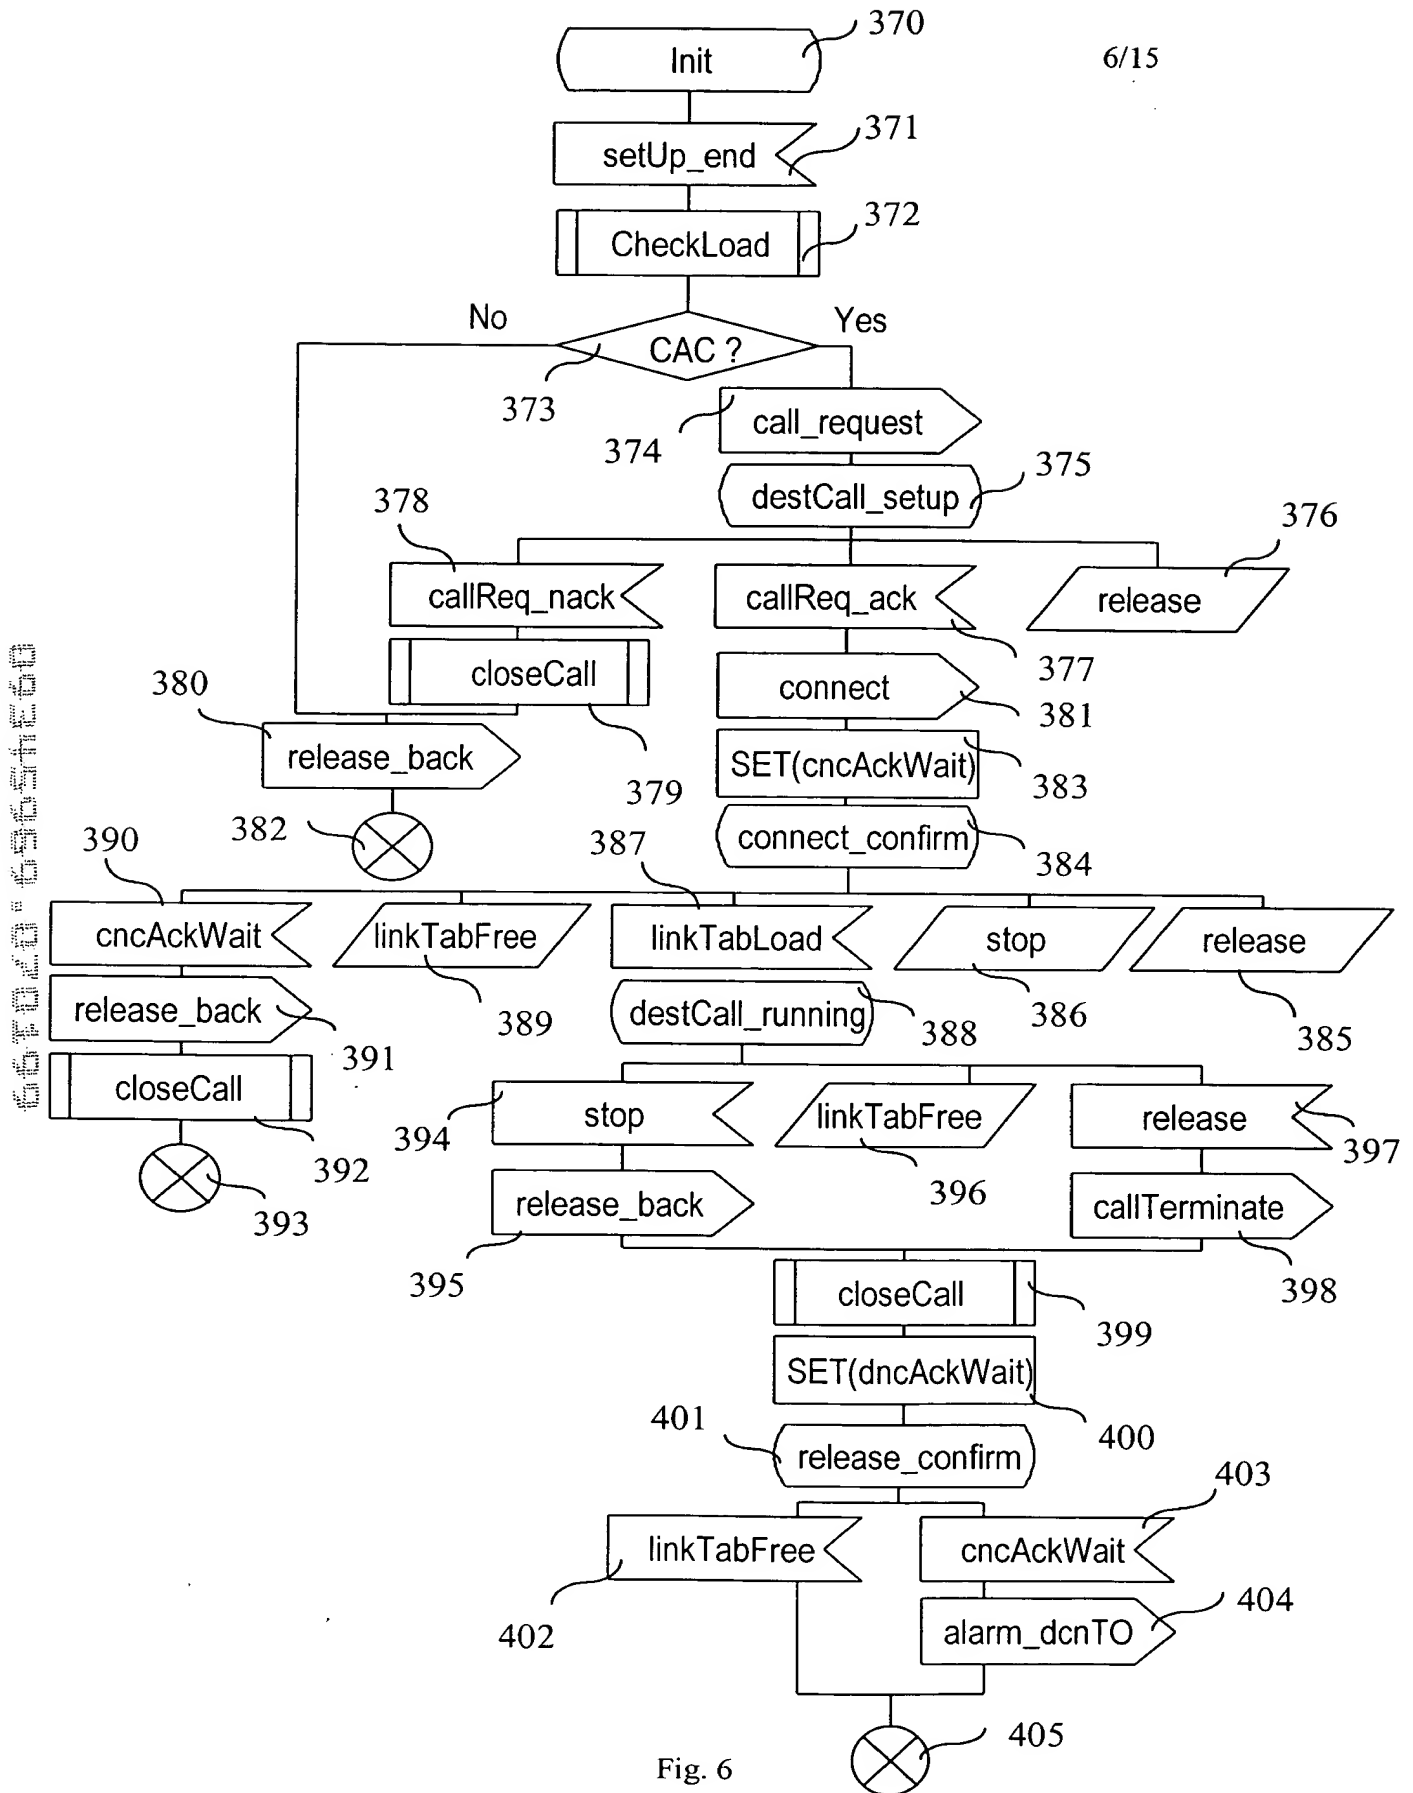 370
6/15
Init
371
setUp_end
372
CheckLoad
No
Yes
CAC ?
373
374
call_request
375
destCall_setup
378
376
callReq_nack
callReq_ack
release
377
closeCall
connect
380
381
release_back
SET(cncAckWait)
379
383
382
connect_confirm
384
390
387
cncAckWait
linkTabFree
linkTabLoad
stop
release
release_back
destCall_running
391
389
388
386
385
closeCall
stop
linkTabFree
release
394
397
392
396
393
release_back
callTerminate
395
398
closeCall
399
SET(dncAckWait)
401
400
release_confirm
403
linkTabFree
cncAckWait
402
404
alarm_dcnTO
405
Fig. 6
09345959.070199